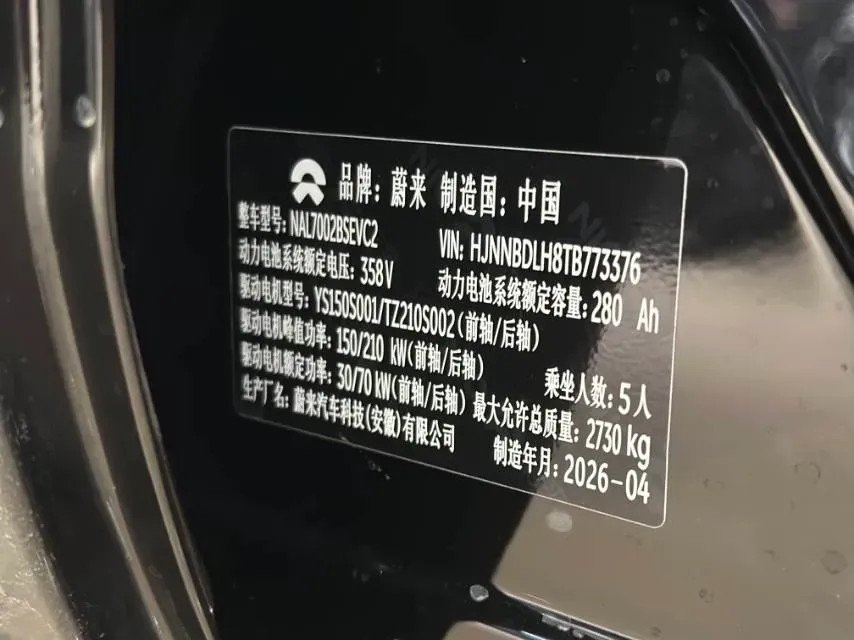 品牌：蔚来 制造国：中国
整车型号：NAL7002BSEVC2 VIN：HJNNBDLH8TB773376
动力电池系统额定电压：358V 动力电池系统额定容量：280 Ah
驱动电机型号：YS150S001/TZ210S002(前轴/后轴)
驱动电机峰值功率：150/210 kW(前轴/后轴) 乘坐人数：5人
驱动电机额定功率：30/70 kW(前轴/后轴) 最大允许总质量：2730 kg
生产厂名：蔚来汽车科技(安徽)有限公司 制造年月：2026-04